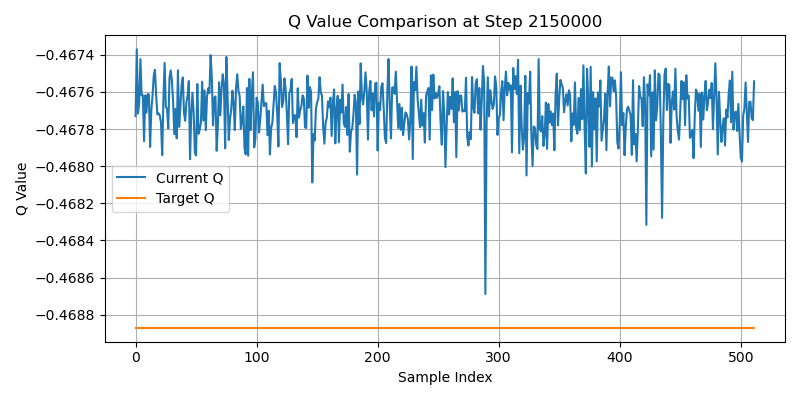 Q Value Comparison at Step 2150000
Q Value
−0.4674
−0.4676
−0.4678
−0.4680
−0.4682
−0.4684
−0.4686
−0.4688
Current Q
Target Q
0
100
200
300
400
500
Sample Index